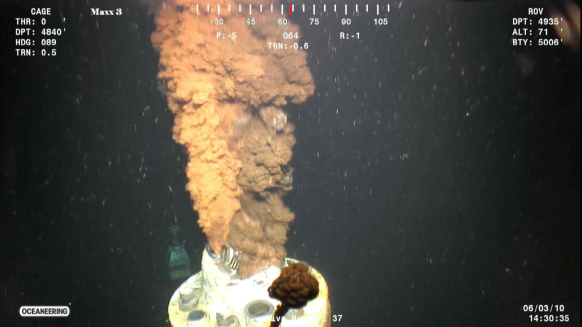 CAGE
THR: 0
DPT: 4840'
HDG: 089
TRN: 0.5
Maxx 3
30 45 60 75 90 105
P:-5 064 R:-1
TRN:-0.6
ROV
DPT: 4935'
ALT: 71
BTY: 5006'
OCEANEERING
37
06/03/10
14:30:35